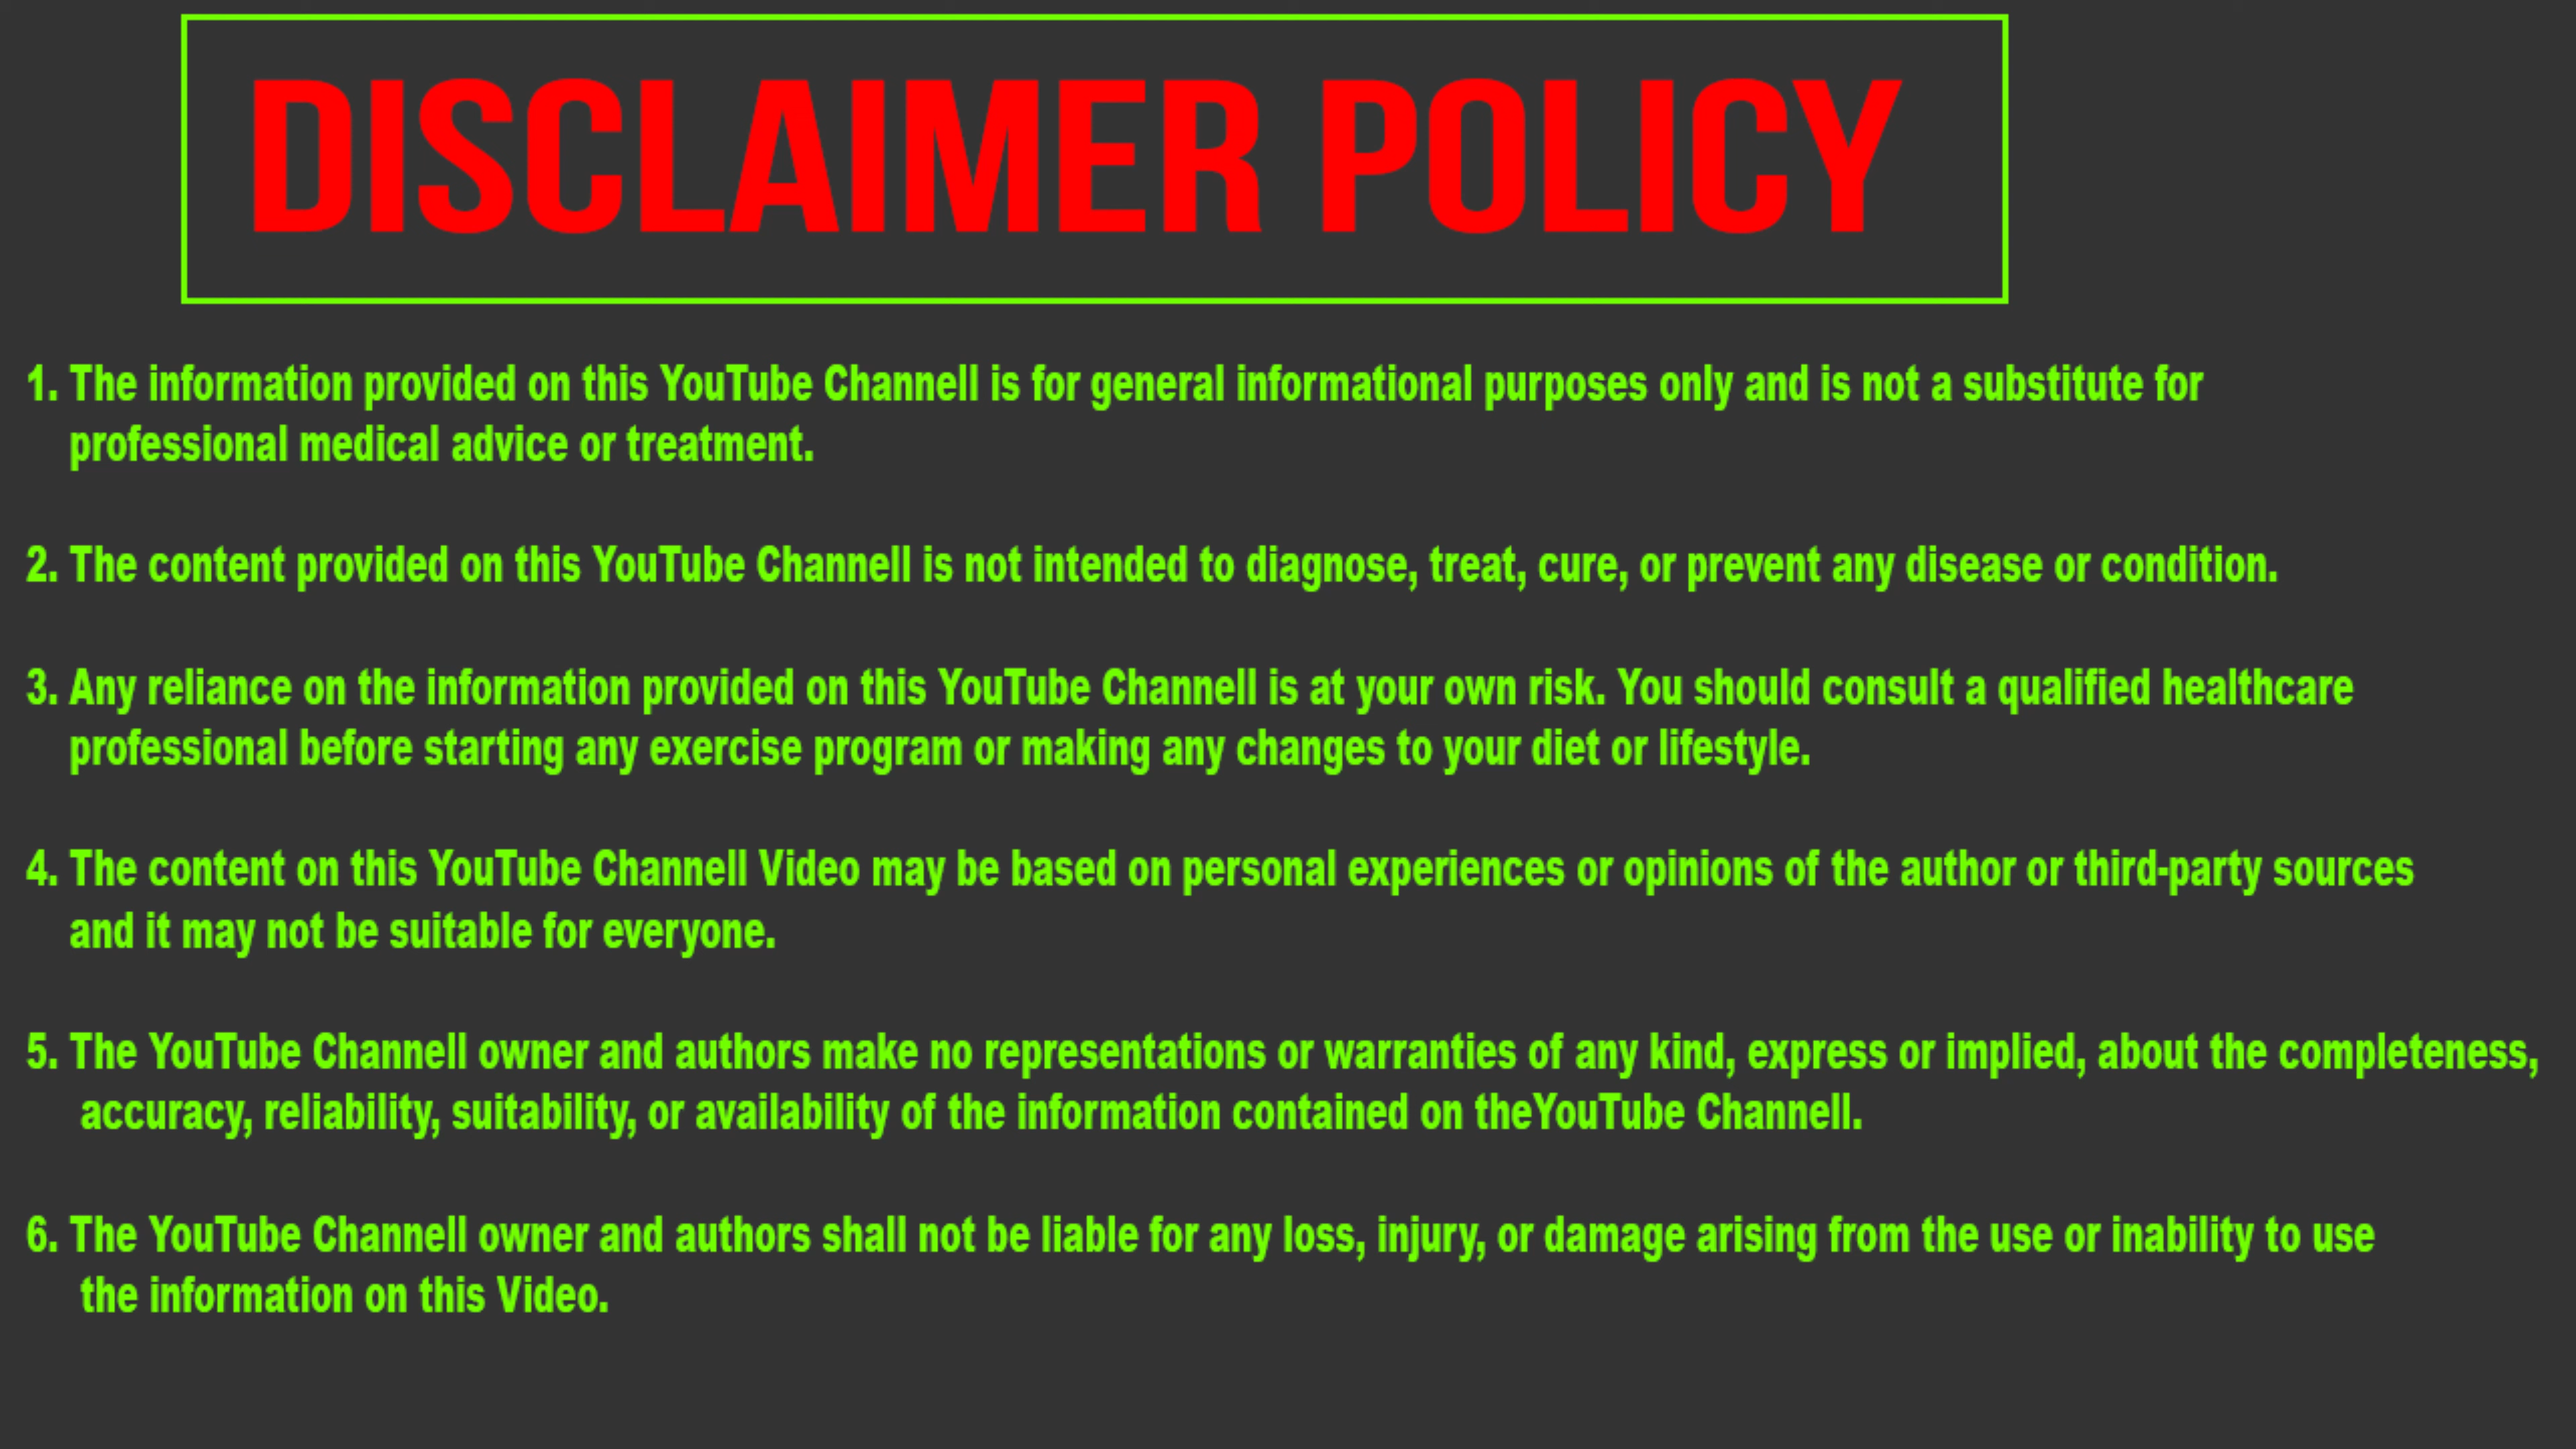 DISCLAIMER POLICY
1. The information provided on this YouTube Channell is for general informational purposes only and is not a substitute for
professional medical advice or treatment.
2. The content provided on this YouTube Channell is not intended to diagnose, treat, cure, or prevent any disease or condition.
3. Any reliance on the information provided on this YouTube Channell is at your own risk. You should consult a qualified healthcare
professional before starting any exercise program or making any changes to your diet or lifestyle.
4. The content on this YouTube Channell Video may be based on personal experiences or opinions of the author or third-party sources
and it may not be suitable for everyone.
5. The YouTube Channell owner and authors make no representations or warranties of any kind, express or implied, about the completeness,
accuracy, reliability, suitability, or availability of the information contained on theYouTube Channell.
6. The YouTube Channell owner and authors shall not be liable for any loss, injury, or damage arising from the use or inability to use
the information on this Video.